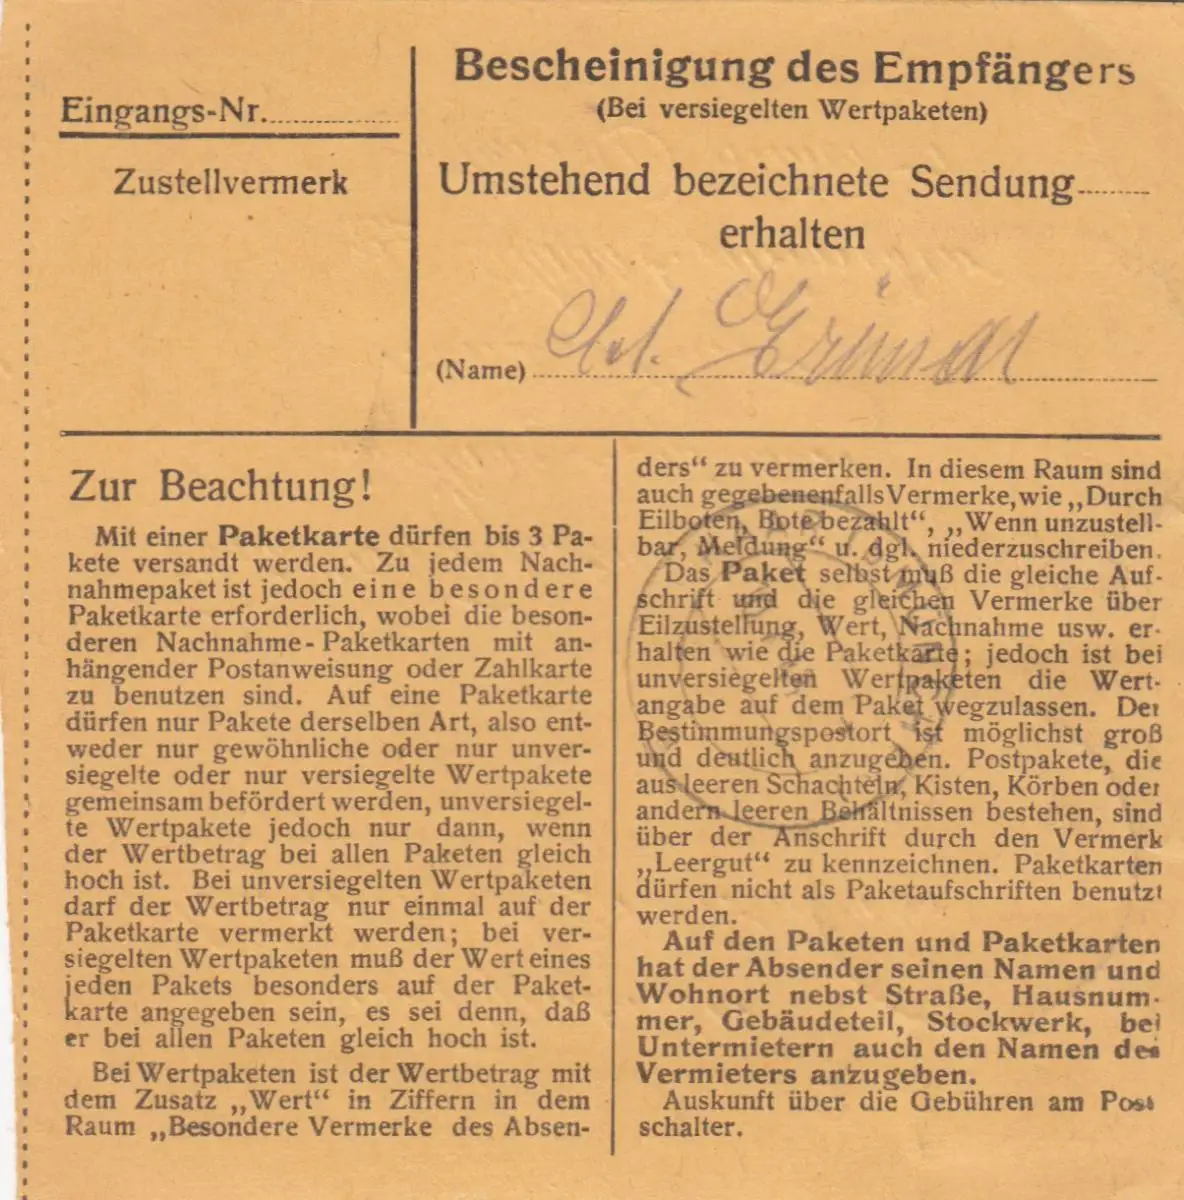 Eingangs-Nr.
Zustellvermerk
Bescheinigung des Empfängers
(Bei versiegelten Wertpaketen)
Umstehend bezeichnete Sendung
erhalten
(Name)
Zur Beachtung!
Mit einer Paketkarte dürfen bis 3 Pa-
kete versandt werden. Zu jedem Nach-
nahmepaket ist jedoch eine besondere
Paketkarte erforderlich, wobei die beson-
deren Nachnahme-Paketkarten mit an-
hängender Postanweisung oder Zahlkarte
zu benutzen sind. Auf eine Paketkarte
dürfen nur Pakete derselben Art, also ent-
weder nur gewöhnliche oder nur unver-
siegelte oder nur versiegelte Wertpakete
gemeinsam befördert werden, unversiegel-
te Wertpakete jedoch nur dann, wenn
der Wertbetrag bei allen Paketen gleich
hoch ist. Bei unversiegelten Wertpaketen
darf der Wertbetrag nur einmal auf der
Paketkarte vermerkt werden; bei ver-
siegelten Wertpaketen muß der Wert eines
jeden Pakets besonders auf der Paket-
karte angegeben sein, es sei denn, daß
er bei allen Paketen gleich hoch ist.
Bei Wertpaketen ist der Wertbetrag mit
dem Zusatz „Wert“ in Ziffern in dem
Raum „Besondere Vermerke des Absen-
ders“ zu vermerken. In diesem Raum sind
auch gegebenenfalls Vermerke, wie „Durch
Eilboten, Bote bezahlt“, „Wenn unzustell-
bar, Meldung“ u. dgl. niederzuschreiben.
Das Paket selbst muß die gleiche Auf-
schrift und die gleichen Vermerke über
Eilzustellung, Wert, Nachnahme usw. er-
halten wie die Paketkarte; jedoch ist bei
unversiegelten Wertpaketen die Wert-
angabe auf dem Paket wegzulassen. Der
Bestimmungspostort ist möglichst groß
und deutlich anzugeben. Postpakete, die
aus leeren Schachteln, Kisten, Körben oder
andern leeren Behältnissen bestehen, sind
über der Anschrift durch den Vermerk
„Leergut“ zu kennzeichnen. Paketkarten
dürfen nicht als Paketaufschriften benutzt
werden.
Auf den Paketen und Paketkarten
hat der Absender seinen Namen und
Wohnort nebst Straße, Hausnum-
mer, Gebäudeteil, Stockwerk, bei
Untermietern auch den Namen des
Vermieters anzugeben.
Auskunft über die Gebühren am Post
schalter.